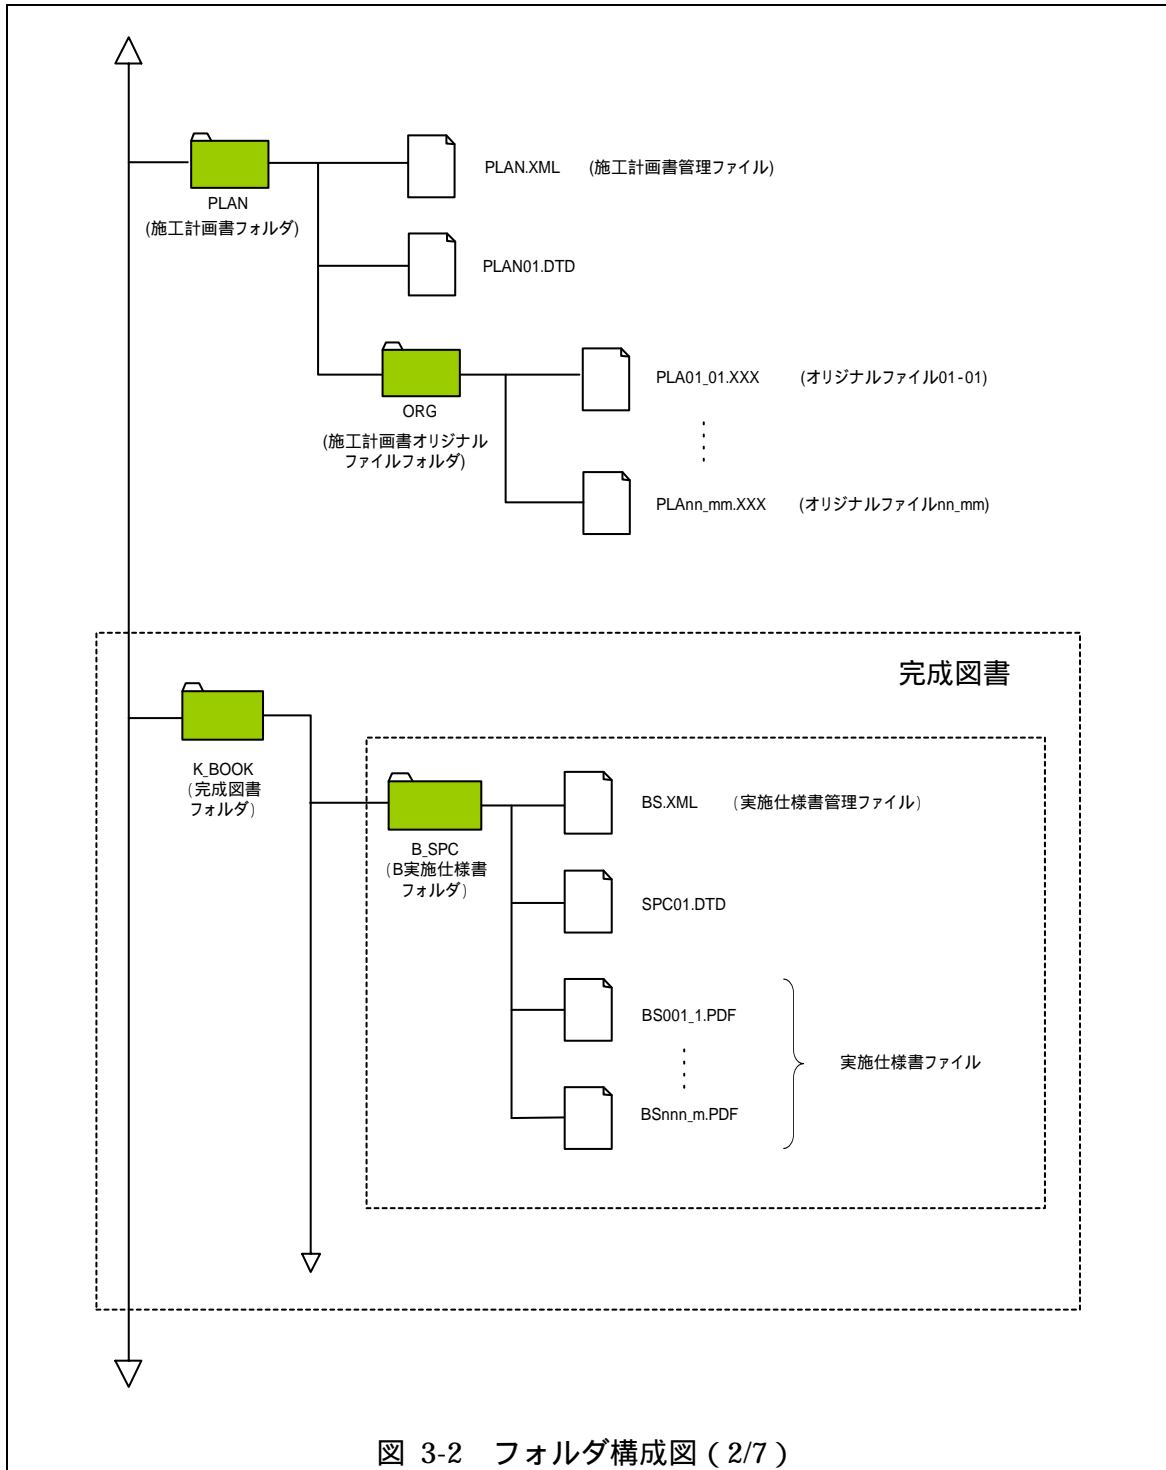 PLAN
(施工計画書フォルダ)
PLAN.XML (施工計画書管理ファイル)
PLAN01.DTD
ORG
(施工計画書オリジナル
ファイルフォルダ)
PLA01_01.XXX (オリジナルファイル01-01)
PLAnn_mm.XXX (オリジナルファイルnn_mm)
完成図書
K_BOOK
(完成図書
フォルダ)
B_SPC
(B実施仕様書
フォルダ)
BS.XML (実施仕様書管理ファイル)
SPC01.DTD
BS001_1.PDF
実施仕様書ファイル
BSnnn_m.PDF
図 3-2 フォルダ構成図(2/7)